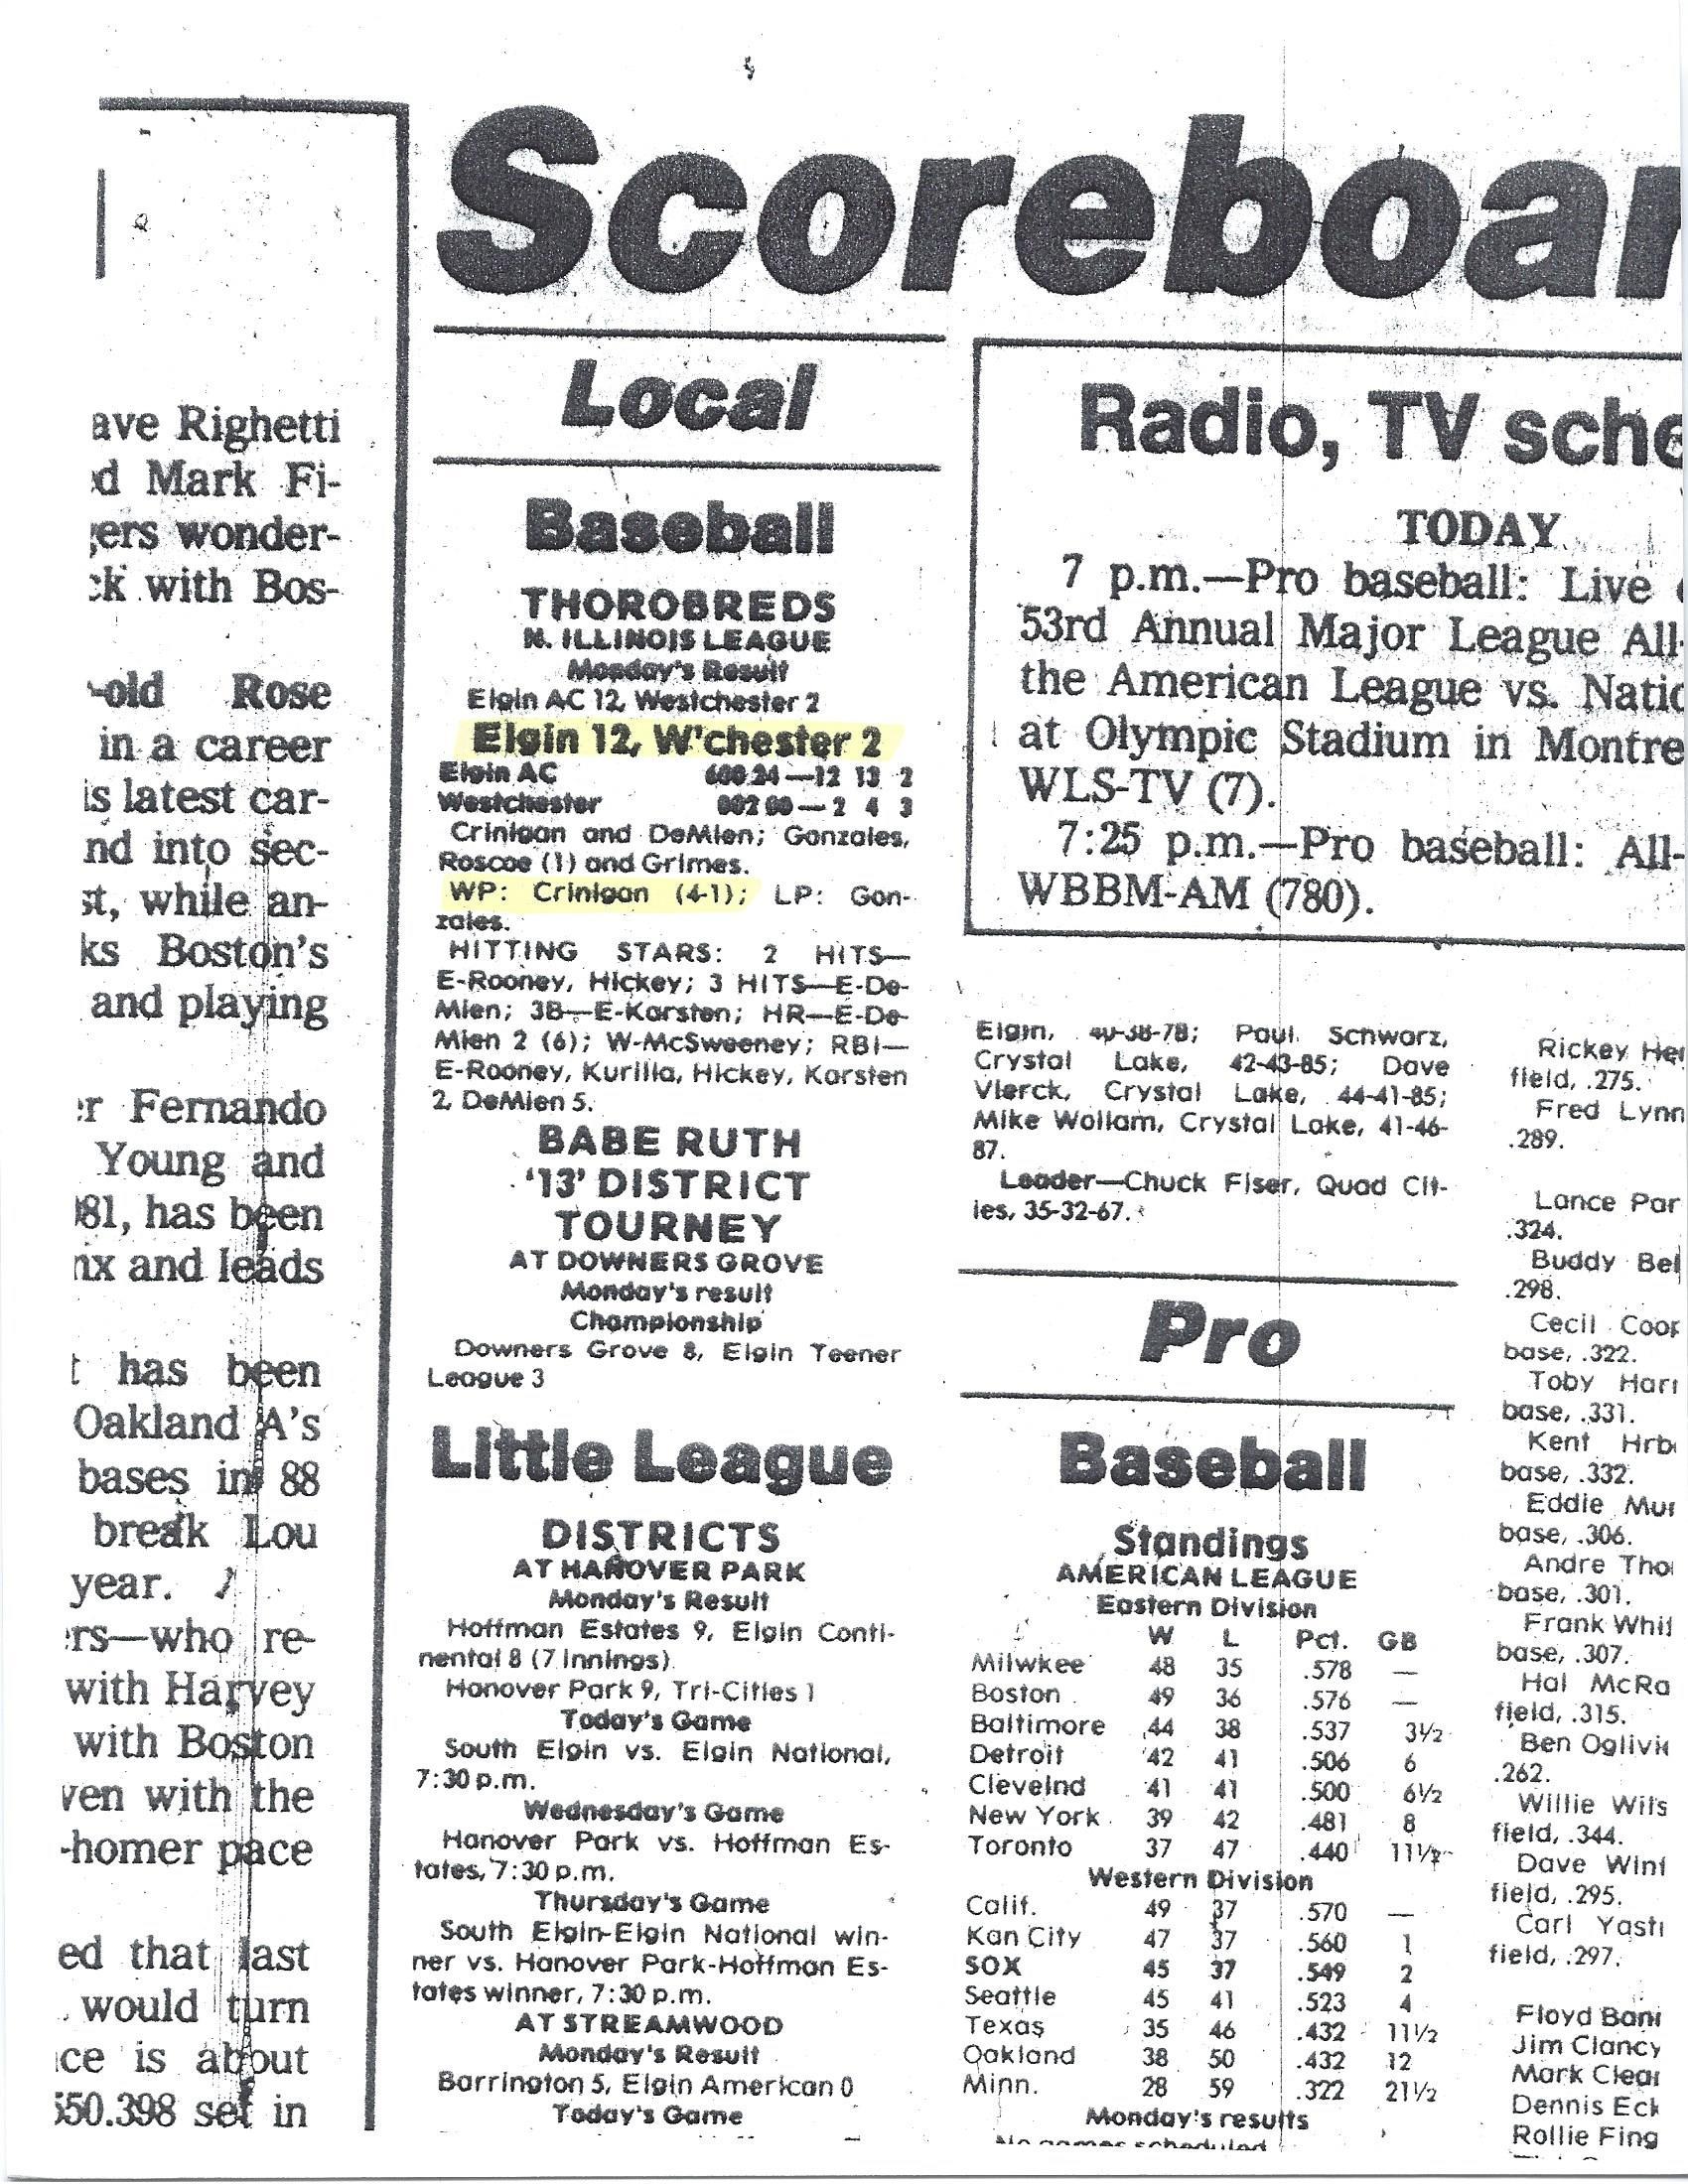 Scoreboar
ave Righetti
d Mark Fi-
gers wonder-
ck with Bos-
-old Rose
in a career
is latest car-
nd into sec-
st, while an-
ks Boston's
and playing
er Fernando
Young and
981, has been
nx and leads
t has been
Oakland A's
bases in 88
break Lou
year.
ers—who re-
with Harvey
with Boston
ven with the
-homer pace
ed that last
would turn
ce is about
550.398 set in
Local
Baseball
THOROBREDS
N. ILLINOIS LEAGUE
Monday's Result
Elgin AC 12, Westchester 2
Elgin 12, W'chester 2
Elgin AC 600 24—12 13 2
Westchester 002 00— 2 4 3
Crinigan and DeMien; Gonzales,
Roscoe (1) and Grimes.
WP: Crinigan (4-1); LP: Gon-
zales.
HITTING STARS: 2 HITS—
E-Rooney, Hickey; 3 HITS—E-De-
Mien; 3B—E-Karsten; HR—E-De-
Mien 2 (6); W-McSweeney; RBI—
E-Rooney, Kurilla, Hickey, Karsten
2, DeMien 5.
BABE RUTH
'13' DISTRICT
TOURNEY
AT DOWNERS GROVE
Monday's result
Championship
Downers Grove 8, Elgin Teener
League 3
Little League
DISTRICTS
AT HANOVER PARK
Monday's Result
Hoffman Estates 9, Elgin Conti-
nental 8 (7 innings)
Hanover Park 9, Tri-Cities 1
Today's Game
South Elgin vs. Elgin National,
7:30 p.m.
Wednesday's Game
Hanover Park vs. Hoffman Es-
tates, 7:30 p.m.
Thursday's Game
South Elgin-Elgin National win-
ner vs. Hanover Park-Hoffman Es-
tates winner, 7:30 p.m.
AT STREAMWOOD
Monday's Result
Barrington 5, Elgin American 0
Today's Game
Radio, TV sche
TODAY
7 p.m.—Pro baseball: Live
53rd Annual Major League All-
the American League vs. Natio
at Olympic Stadium in Montre
WLS-TV (7).
7:25 p.m.—Pro baseball: All-
WBBM-AM (780).
Elgin, 40-38-78; Paul Schwarz,
Crystal Lake, 42-43-85; Dave
Vierck, Crystal Lake, 44-41-85;
Mike Wollam, Crystal Lake, 41-46-
87.
Leader—Chuck Fiser, Quad Cit-
ies, 35-32-67.
Pro
Baseball
Standings
AMERICAN LEAGUE
Eastern Division
W L Pct. GB
Milwkee 48 35 .578 —
Boston 49 36 .576 —
Baltimore 44 38 .537 3½
Detroit 42 41 .506 6
Clevelnd 41 41 .500 6½
New York 39 42 .481 8
Toronto 37 47 .440 11½
Western Division
Calif. 49 37 .570 —
Kan City 47 37 .560 1
SOX 45 37 .549 2
Seattle 45 41 .523 4
Texas 35 46 .432 11½
Oakland 38 50 .432 12
Minn. 28 59 .322 21½
Monday's results
No games scheduled
Rickey Hen
field, .275.
Fred Lynn
.289.
Lance Par
.324.
Buddy Bel
.298.
Cecil Coop
base, .322.
Toby Harr
base, .331.
Kent Hrb
base, .332.
Eddie Mur
base, .306.
Andre Tho
base, .301.
Frank Whit
base, .307.
Hal McRa
field, .315.
Ben Oglivie
.262.
Willie Wils
field, .344.
Dave Winf
field, .295.
Carl Yastr
field, .297.
Floyd Bann
Jim Clancy
Mark Clear
Dennis Eck
Rollie Fing